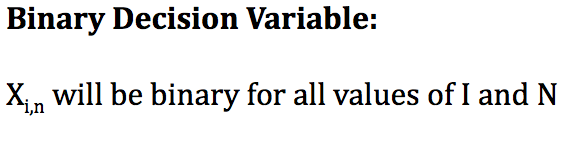 Binary Decision Variable:
Xi,n will be binary for all values of I and N